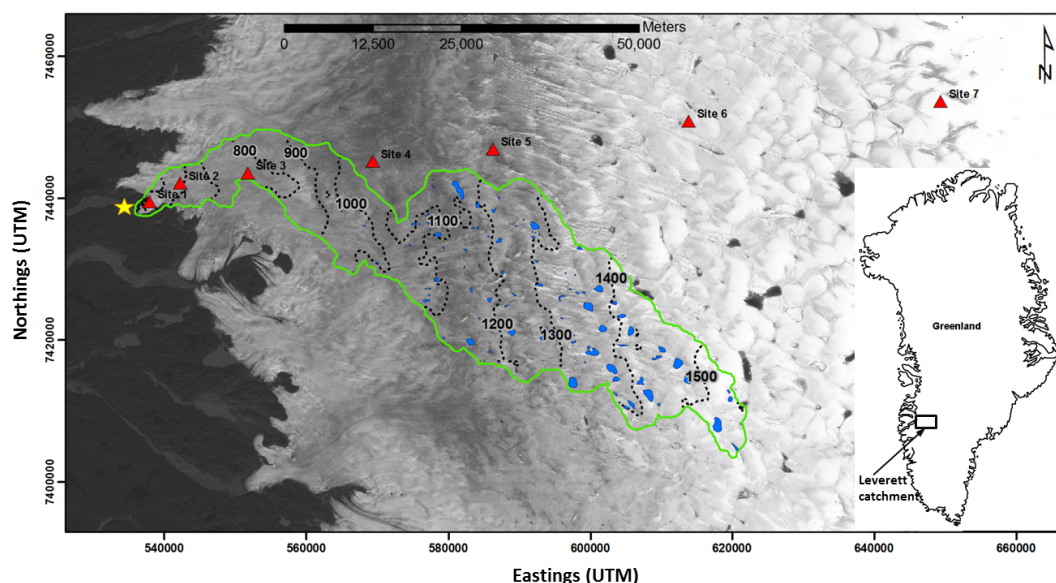 Meters
0 12,500 25,000 50,000
7460000
7440000
7420000
7400000
Northings (UTM)
N
Site 7
Site 6
Site 5
Site 4
Site 3
Site 2
Site 1
800
900
1000
1100
1200
1300
1400
1500
Greenland
Leverett
catchment
540000 560000 580000 600000 620000 640000 660000
Eastings (UTM)